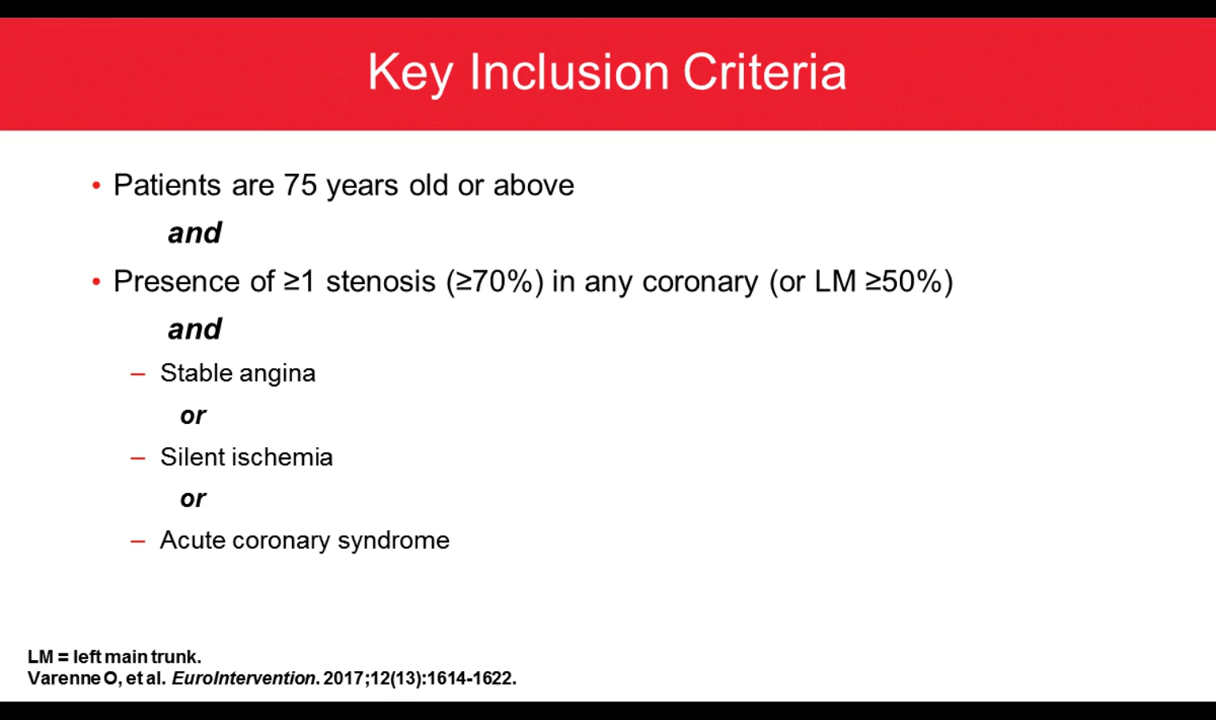 Key Inclusion Criteria
• Patients are 75 years old or above
and
• Presence of ≥1 stenosis (≥70%) in any coronary (or LM ≥50%)
and
– Stable angina
or
– Silent ischemia
or
– Acute coronary syndrome
LM = left main trunk.
Varenne O, et al. EuroIntervention. 2017;12(13):1614-1622.